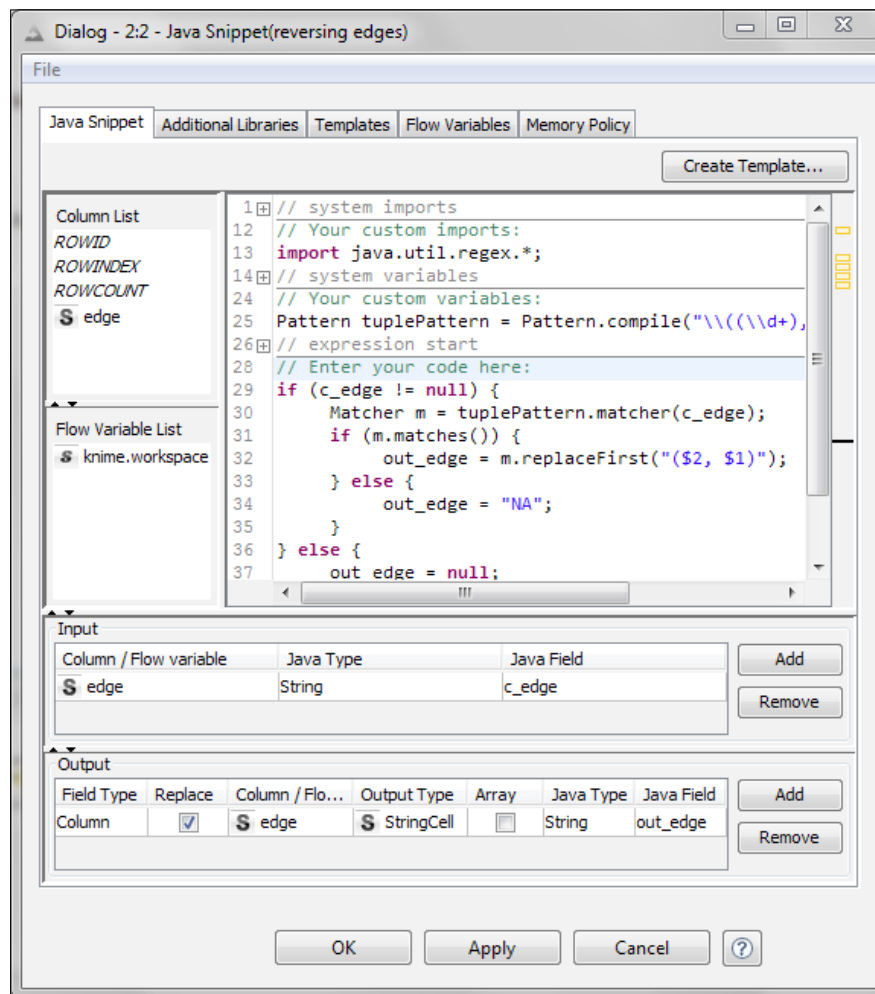 Dialog - 2:2 - Java Snippet(reversing edges)
File
Java Snippet Additional Libraries Templates Flow Variables Memory Policy
Create Template...
Column List
ROWID
ROWINDEX
ROWCOUNT
S edge
Flow Variable List
s knime.workspace
1 // system imports
12 // Your custom imports:
13 import java.util.regex.*;
14 // system variables
24 // Your custom variables:
25 Pattern tuplePattern = Pattern.compile("\\((\\d+),
26 // expression start
28 // Enter your code here:
29 if (c_edge != null) {
30 Matcher m = tuplePattern.matcher(c_edge);
31 if (m.matches()) {
32 out_edge = m.replaceFirst("($2, $1)");
33 } else {
34 out_edge = "NA";
35 }
36 } else {
37 out_edge = null;
Input
Column / Flow variable Java Type Java Field
S edge String c_edge
Add
Remove
Output
Field Type Replace Column / Flo... Output Type Array Java Type Java Field
Column S edge S StringCell String out_edge
Add
Remove
OK Apply Cancel ?